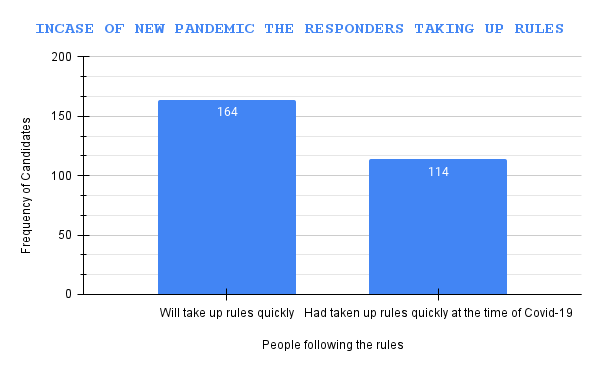 INCASE OF NEW PANDEMIC THE RESPONDERS TAKING UP RULES
200
150
100
50
0
Frequency of Candidates
164
114
Will take up rules quickly
Had taken up rules quickly at the time of Covid-19
People following the rules